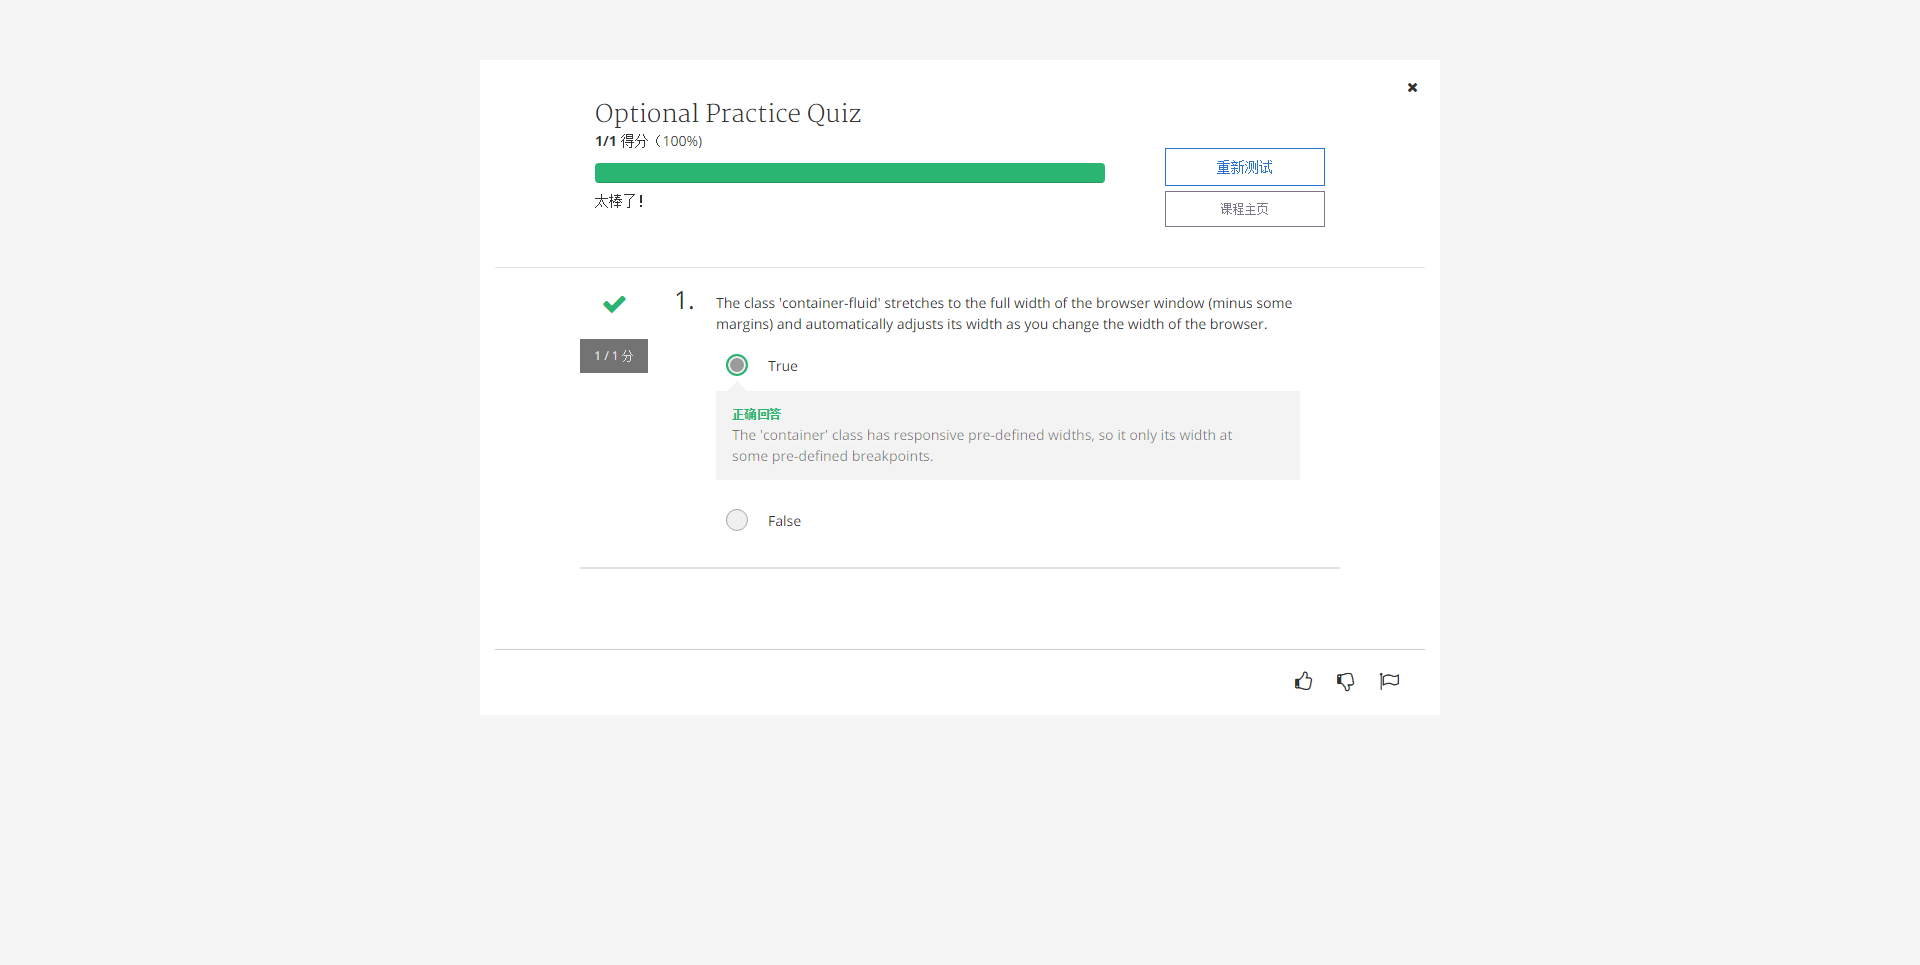 Optional Practice Quiz
1/1 得分（100%)
重新测试
太棒了！
课程主页
1.
The class 'container-fluid' stretches to the full width of the browser window (minus some
margins) and automatically adjusts its width as you change the width of the browser.
1 / 1 分
True
正确回答
The 'container' class has responsive pre-defined widths, so it only its width at
some pre-defined breakpoints.
False